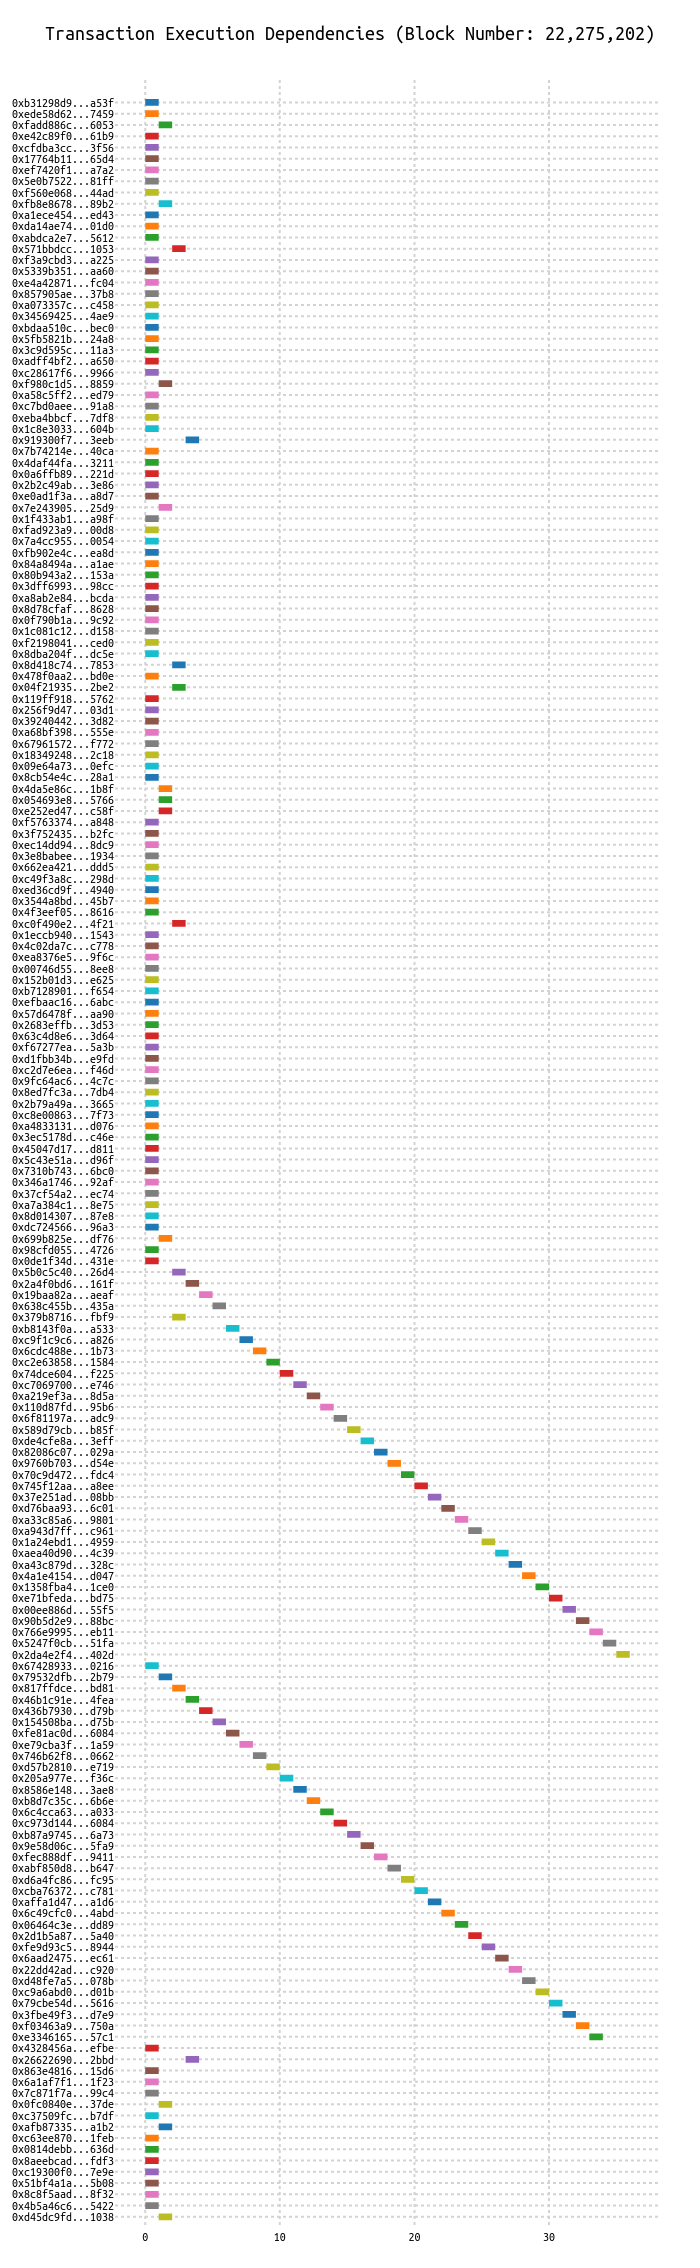 Transaction Execution Dependencies (Block Number: 22,275,202)
0xb31298d9...a53f
0xede58d62...7459
0xfadd886c...6053
0xe42c89f0...61b9
0xcfdba3cc...3f56
0x17764b11...65d4
0xef7420f1...a7a2
0x5e0b7522...81ff
0xf560e068...44ad
0xfb8e8678...89b2
0xa1ece454...ed43
0xda14ae74...01d0
0xabdca2e7...5612
0x571bbdcc...1053
0xf3a9cbd3...a225
0x5339b351...aa60
0xe4a42871...fc04
0x857905ae...37b8
0xa073357c...c458
0x34569425...4ae9
0xbdaa510c...bec0
0x5fb5821b...24a8
0x3c9d595c...11a3
0xadff4bf2...a650
0xc28617f6...9966
0xf980c1d5...8859
0xa58c5ff2...ed79
0xc7bd0aee...91a8
0xeba4bbcf...7df8
0x1c8e3033...604b
0x919300f7...3eeb
0x7b74214e...40ca
0x4daf44fa...3211
0x0a6ffb89...221d
0x2b2c49ab...3e86
0xe0ad1f3a...a8d7
0x7e243905...25d9
0x1f433ab1...a98f
0xfad923a9...00d8
0x7a4cc955...0054
0xfb902e4c...ea8d
0x84a8494a...a1ae
0x80b943a2...153a
0x3dff6993...98cc
0xa8ab2e84...bcda
0x8d78cfaf...8628
0x0f790b1a...9c92
0x1c081c12...d158
0xf2198041...ced0
0x8dba204f...dc5e
0x8d418c74...7853
0x478f0aa2...bd0e
0x04f21935...2be2
0x119ff918...5762
0x256f9d47...03d1
0x39240442...3d82
0xa68bf398...555e
0x67961572...f772
0x18349248...2c18
0x09e64a73...0efc
0x8cb54e4c...28a1
0x4da5e86c...1b8f
0x054693e8...5766
0xe252ed47...c58f
0xf5763374...a848
0x3f752435...b2fc
0xec14dd94...8dc9
0x3e8babee...1934
0x662ea421...ddd5
0xc49f3a8c...298d
0xed36cd9f...4940
0x3544a8bd...45b7
0x4f3eef05...8616
0xc0f490e2...4f21
0x1eccb940...1543
0x4c02da7c...c778
0xea8376e5...9f6c
0x00746d55...8ee8
0x152b01d3...e625
0xb7128901...f654
0xefbaac16...6abc
0x57d6478f...aa90
0x2683effb...3d53
0x63c4d8e6...3d64
0xf67277ea...5a3b
0xd1fbb34b...e9fd
0xc2d7e6ea...f46d
0x9fc64ac6...4c7c
0x8ed7fc3a...7db4
0x2b79a49a...3665
0xc8e00863...7f73
0xa4833131...d076
0x3ec5178d...c46e
0x45047d17...d811
0x5c43e51a...d96f
0x7310b743...6bc0
0x346a1746...92af
0x37cf54a2...ec74
0xa7a384c1...8e75
0x8d014307...87e8
0xdc724566...96a3
0x699b825e...df76
0x98cfd055...4726
0x0de1f34d...431e
0x5b0c5c40...26d4
0x2a4f0bd6...161f
0x19baa82a...aeaf
0x638c455b...435a
0x379b8716...fbf9
0xb8143f0a...a533
0xc9f1c9c6...a826
0x6cdc488e...1b73
0xc2e63858...1584
0x74dce604...f225
0xc7069700...e746
0xa219ef3a...8d5a
0x110d87fd...95b6
0x6f81197a...adc9
0x589d79cb...b85f
0xde4cfe8a...3eff
0x82086c07...029a
0x9760b703...d54e
0x70c9d472...fdc4
0x745f12aa...a8ee
0x37e251ad...08bb
0xd76baa93...6c01
0xa33c85a6...9801
0xa943d7ff...c961
0x1a24ebd1...4959
0xaea40d90...4c39
0xa43c879d...328c
0x4a1e4154...d047
0x1358fba4...1ce0
0xe71bfeda...bd75
0x00ee886d...55f5
0x90b5d2e9...88bc
0x766e9995...eb11
0x5247f0cb...51fa
0x2da4e2f4...402d
0x67428933...0216
0x79532dfb...2b79
0x817ffdce...bd81
0x46b1c91e...4fea
0x436b7930...d79b
0x154508ba...d75b
0xfe81ac0d...6084
0xe79cba3f...1a59
0x746b62f8...0662
0xd57b2810...e719
0x205a977e...f36c
0x8586e148...3ae8
0xb8d7c35c...6b6e
0x6c4cca63...a033
0xc973d144...6084
0xb87a9745...6a73
0x9e58d06c...5fa9
0xfec888df...9411
0xabf850d8...b647
0xd6a4fc86...fc95
0xcba76372...c781
0xaffa1d47...a1d6
0x6c49cfc0...4abd
0x06464c3e...dd89
0x2d1b5a87...5a40
0xfe9d93c5...8944
0x6aad2475...ec61
0x22dd42ad...c920
0xd48fe7a5...078b
0xc9a6abd0...d01b
0x79cbe54d...5616
0x3fbe49f3...d7e9
0xf03463a9...750a
0xe3346165...57c1
0x4328456a...efbe
0x26622690...2bbd
0x863e4816...15d6
0x6a1af7f1...1f23
0x7c871f7a...99c4
0x0fc0840e...37de
0xc37509fc...b7df
0xafb87335...a1b2
0xc63ee870...1feb
0x0814debb...636d
0x8aeebcad...fdf3
0xc19300f0...7e9e
0x51bf4a1a...5b08
0x8c8f5aad...8f32
0x4b5a46c6...5422
0xd45dc9fd...1038
0 10 20 30